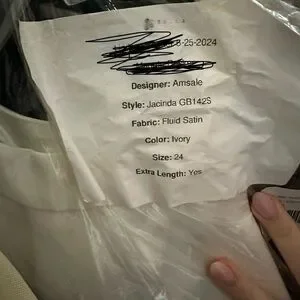 8-25-2024
Designer: Amsale
Style: Jacinda GB142S
Fabric: Fluid Satin
Color: Ivory
Size: 24
Extra Length: Yes